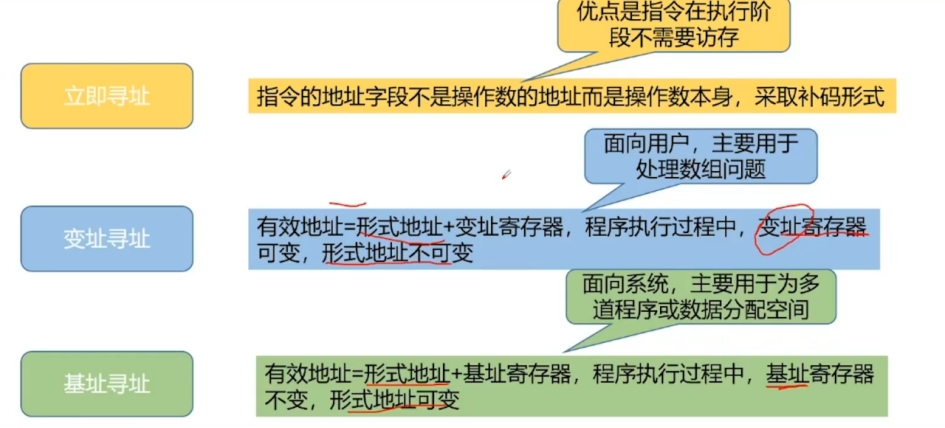 优点是指令在执行阶
段不需要访存
立即寻址
指令的地址字段不是操作数的地址而是操作数本身，采取补码形式
面向用户，主要用于
处理数组问题
变址寻址
有效地址=形式地址+变址寄存器，程序执行过程中，变址寄存器
可变，形式地址不可变
面向系统，主要用于为多
道程序或数据分配空间
基址寻址
有效地址=形式地址+基址寄存器，程序执行过程中，基址寄存器
不变，形式地址可变